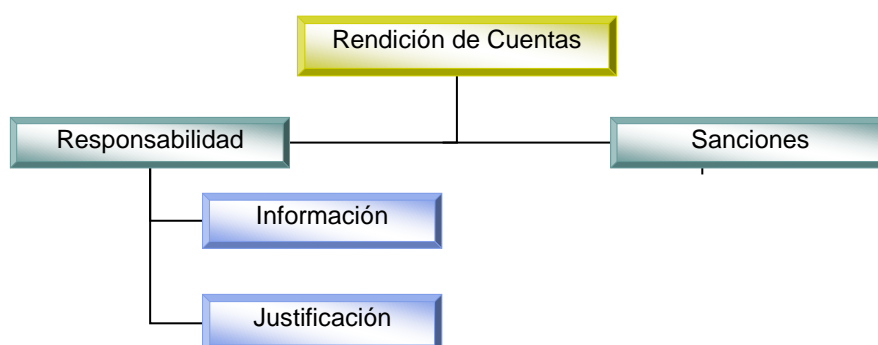 Rendición de Cuentas
Responsabilidad
Sanciones
Información
Justificación